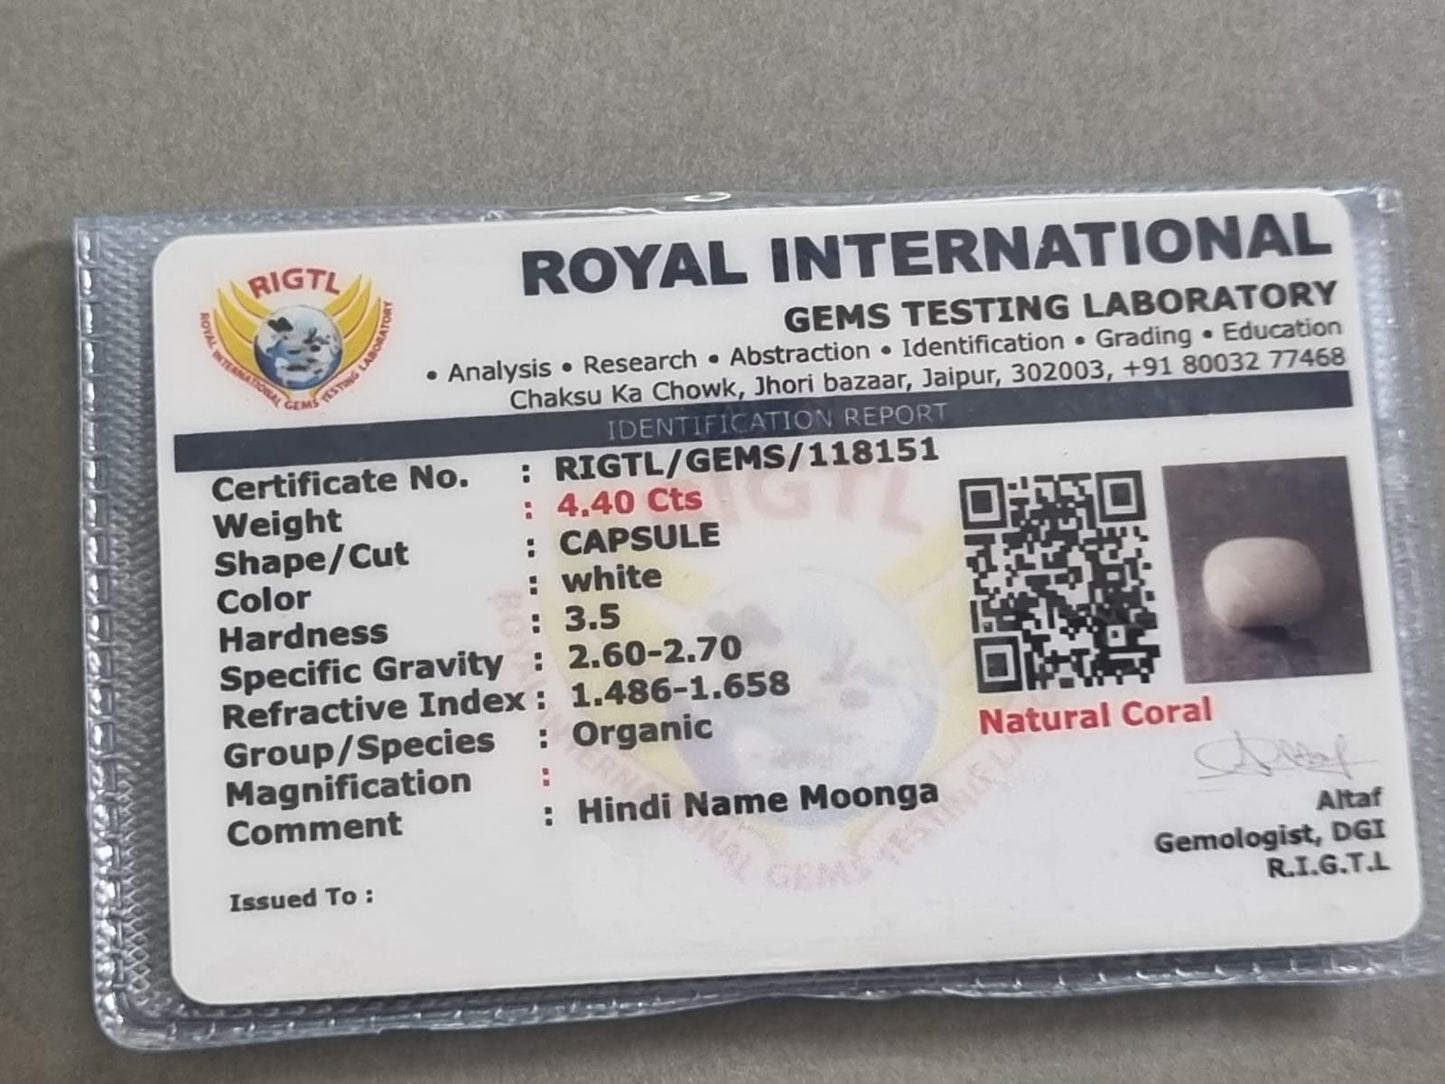 RIGTL
ROYAL INTERNATIONAL GEMS TESTING LABORATORY
ROYAL INTERNATIONAL
GEMS TESTING LABORATORY
• Analysis • Research • Abstraction • Identification • Grading • Education
Chaksu Ka Chowk, Jhori bazaar, Jaipur, 302003, +91 80032 77468
IDENTIFICATION REPORT
Certificate No. : RIGTL/GEMS/118151
Weight : 4.40 Cts
Shape/Cut : CAPSULE
Color : white
Hardness : 3.5
Specific Gravity : 2.60-2.70
Refractive Index : 1.486-1.658
Group/Species : Organic
Magnification :
Comment : Hindi Name Moonga
Natural Coral
Altaf
Gemologist, DGI
R.I.G.T.L
Issued To :